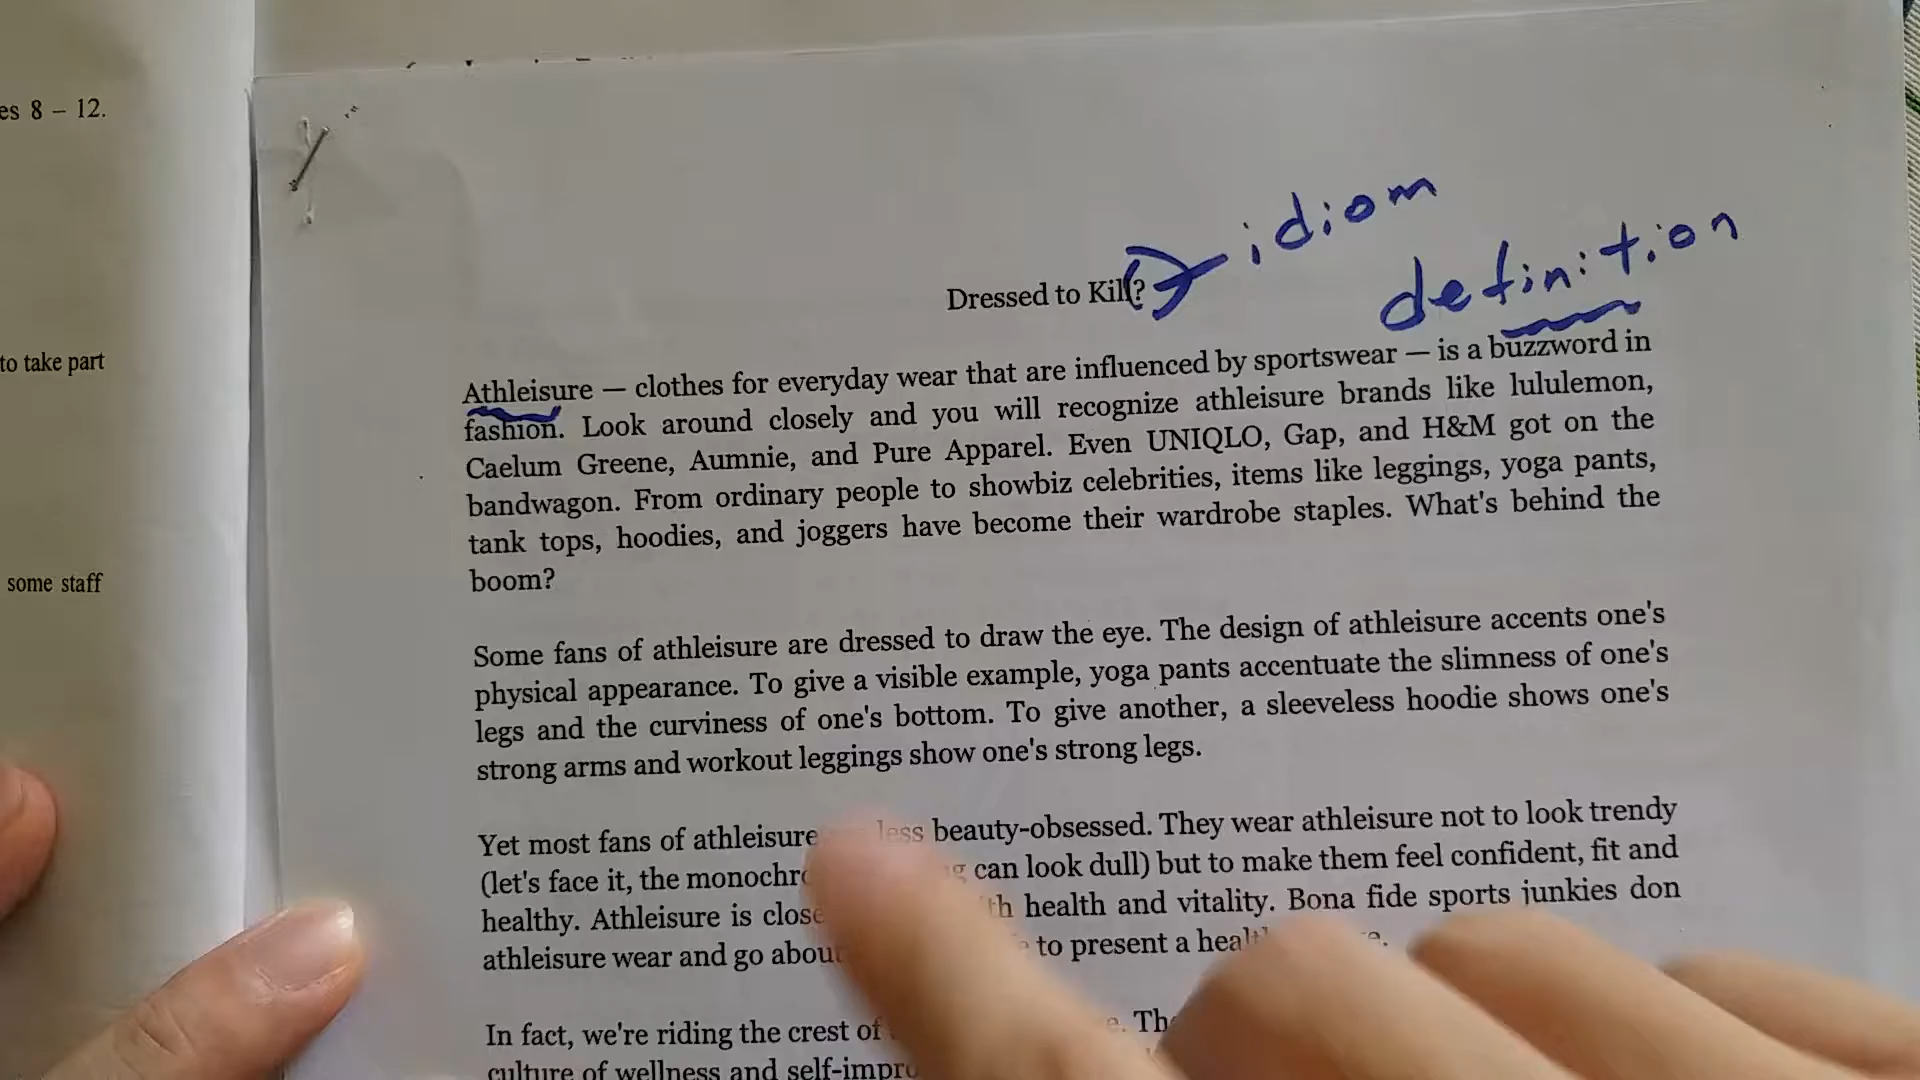 es 8 – 12.
to take part
some staff
idiom
definition
Dressed to Kill?
Athleisure — clothes for everyday wear that are influenced by sportswear — is a buzzword in
fashion. Look around closely and you will recognize athleisure brands like lululemon,
Caelum Greene, Aumnie, and Pure Apparel. Even UNIQLO, Gap, and H&M got on the
bandwagon. From ordinary people to showbiz celebrities, items like leggings, yoga pants,
tank tops, hoodies, and joggers have become their wardrobe staples. What's behind the
boom?
Some fans of athleisure are dressed to draw the eye. The design of athleisure accents one's
physical appearance. To give a visible example, yoga pants accentuate the slimness of one's
legs and the curviness of one's bottom. To give another, a sleeveless hoodie shows one's
strong arms and workout leggings show one's strong legs.
Yet most fans of athleisure less beauty-obsessed. They wear athleisure not to look trendy
(let's face it, the can look dull) but to make them feel confident, fit and
healthy. Athleisure is health and vitality. Bona fide sports junkies don
athleisure wear and go to present a
In fact, we're riding the crest of
culture of wellness and